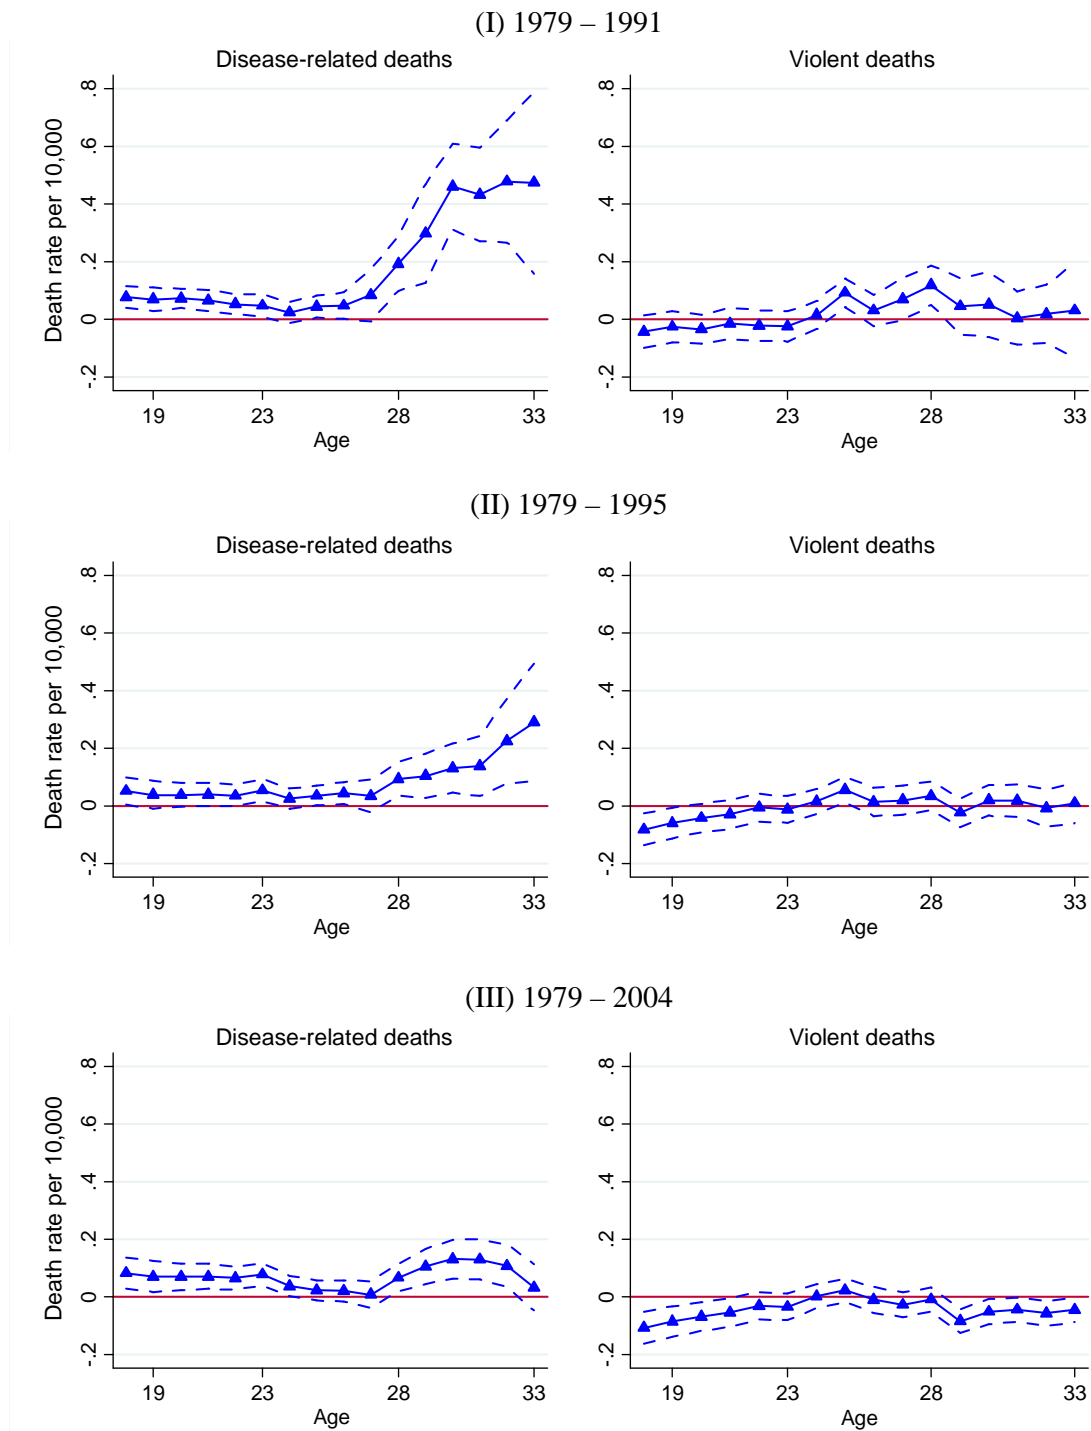 (I) 1979 – 1991
Disease-related deaths
Violent deaths
Death rate per 10,000
.8
.6
.4
.2
0
-.2
19 23 28 33
Age
.8
.6
.4
.2
0
-.2
19 23 28 33
Age
(II) 1979 – 1995
Disease-related deaths
Violent deaths
Death rate per 10,000
.8
.6
.4
.2
0
-.2
19 23 28 33
Age
.8
.6
.4
.2
0
-.2
19 23 28 33
Age
(III) 1979 – 2004
Disease-related deaths
Violent deaths
Death rate per 10,000
.8
.6
.4
.2
0
-.2
19 23 28 33
Age
.8
.6
.4
.2
0
-.2
19 23 28 33
Age